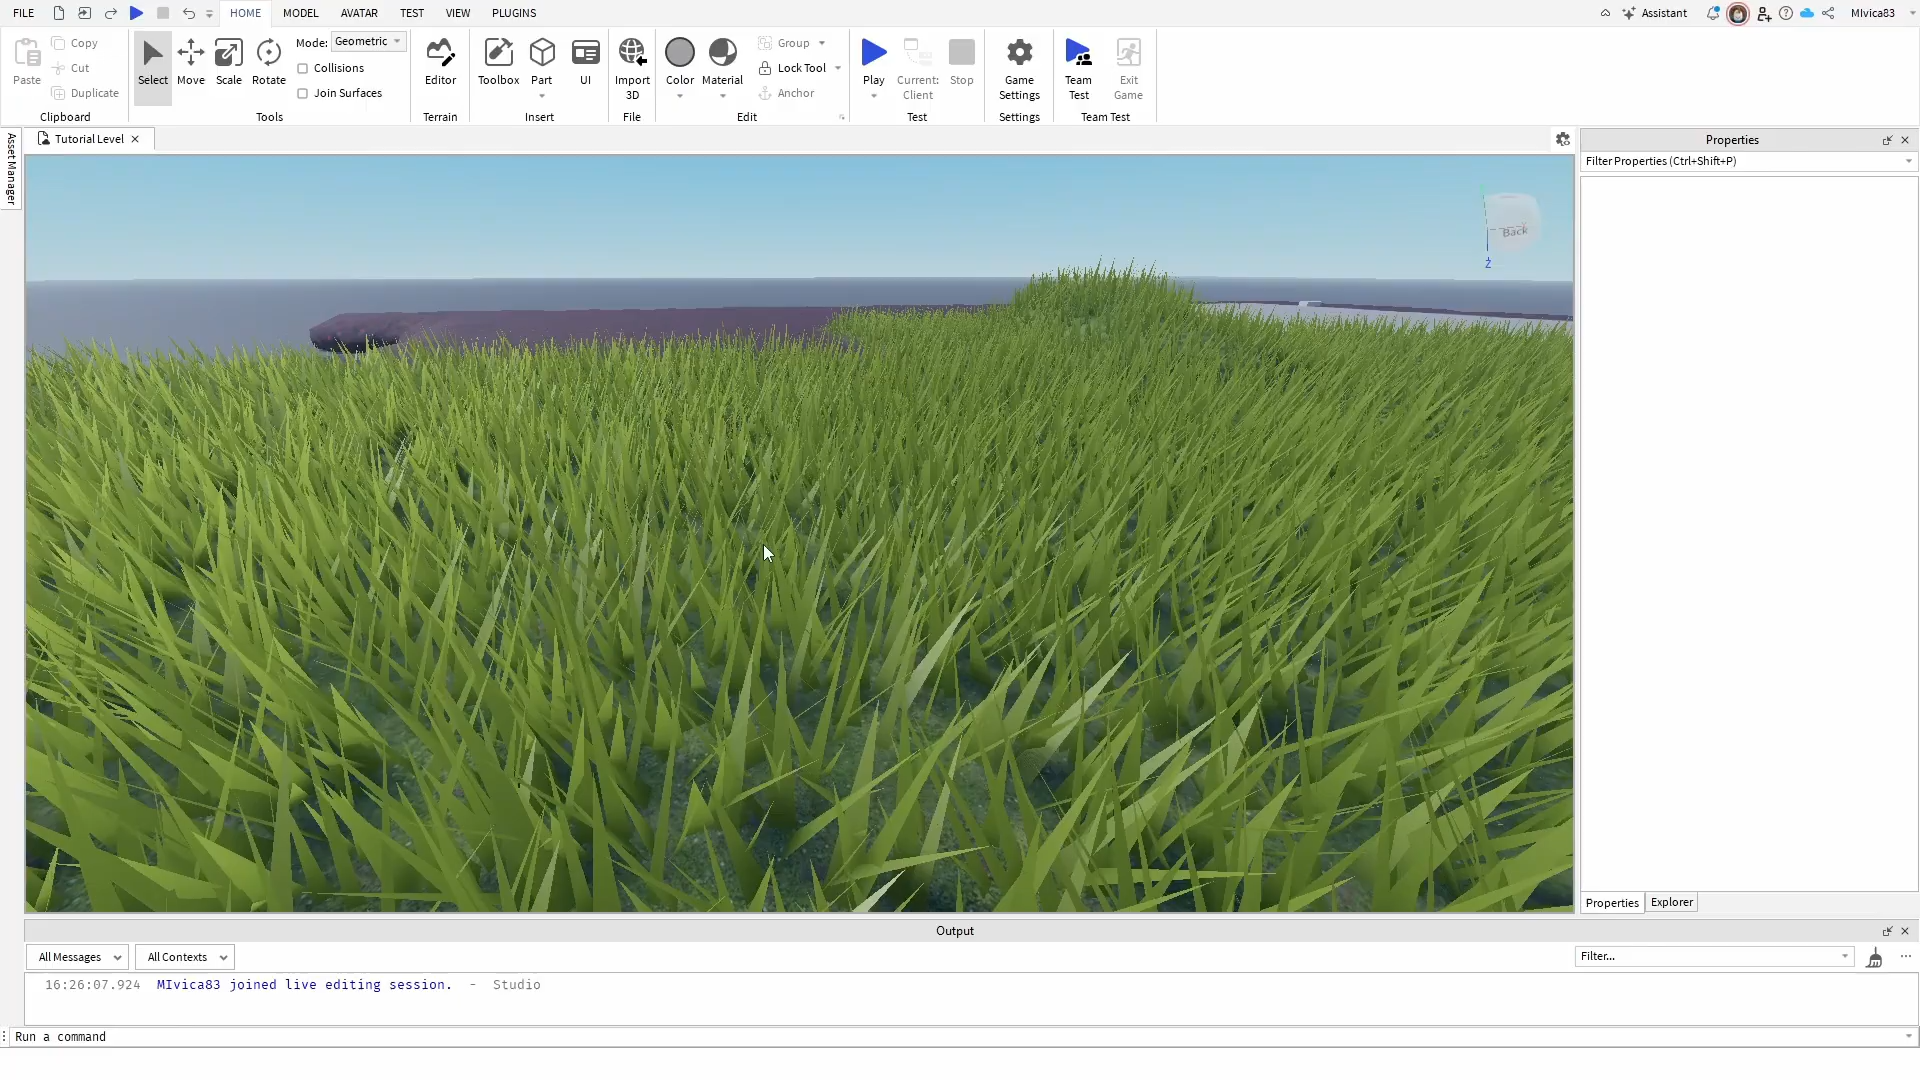 FILE HOME MODEL AVATAR TEST VIEW PLUGINS Assistant MIvica83
Paste Copy Cut Duplicate
Clipboard
Select Move Scale Rotate
Mode: Geometric
Collisions
Join Surfaces
Tools
Editor
Terrain
Toolbox Part UI
Insert
Import 3D
File
Color Material
Group
Lock Tool
Anchor
Edit
Play Current: Client Stop
Test
Game Settings
Settings
Team Test Exit Game
Team Test
Asset Manager
Tutorial Level
Back
Z
Properties
Filter Properties (Ctrl+Shift+P)
Properties Explorer
Output
All Messages All Contexts Filter...
16:26:07.924 MIvica83 joined live editing session. - Studio
Run a command